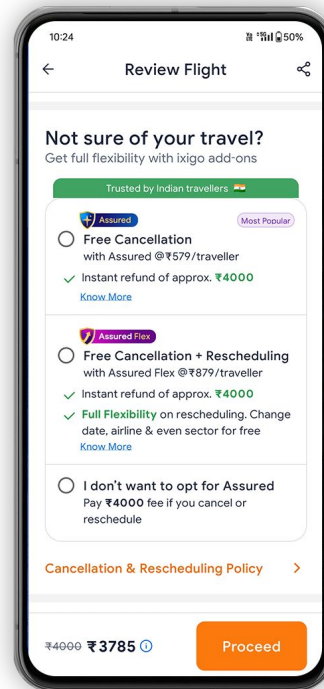 10:24
50%
Review Flight
Not sure of your travel?
Get full flexibility with ixigo add-ons
Trusted by Indian travellers
Assured
Most Popular
Free Cancellation
with Assured @₹579/traveller
Instant refund of approx. ₹4000
Know More
Assured Flex
Free Cancellation + Rescheduling
with Assured Flex @₹879/traveller
Instant refund of approx. ₹4000
Full Flexibility on rescheduling. Change
date, airline & even sector for free
Know More
I don't want to opt for Assured
Pay ₹4000 fee if you cancel or
reschedule
Cancellation & Rescheduling Policy
₹4000 ₹3785
Proceed